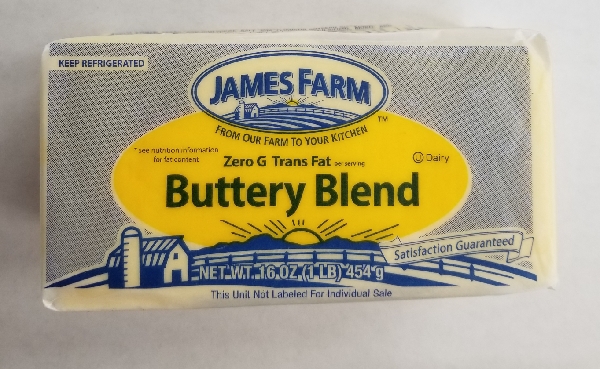 KEEP REFRIGERATED
JAMES FARM
FROM OUR FARM TO YOUR KITCHEN ™
* see nutrition information
for fat content
Zero G Trans Fat per serving
Ⓤ Dairy
Buttery Blend
Satisfaction Guaranteed
NET WT. 16 OZ (1 LB) 454 g
This Unit Not Labeled For Individual Sale